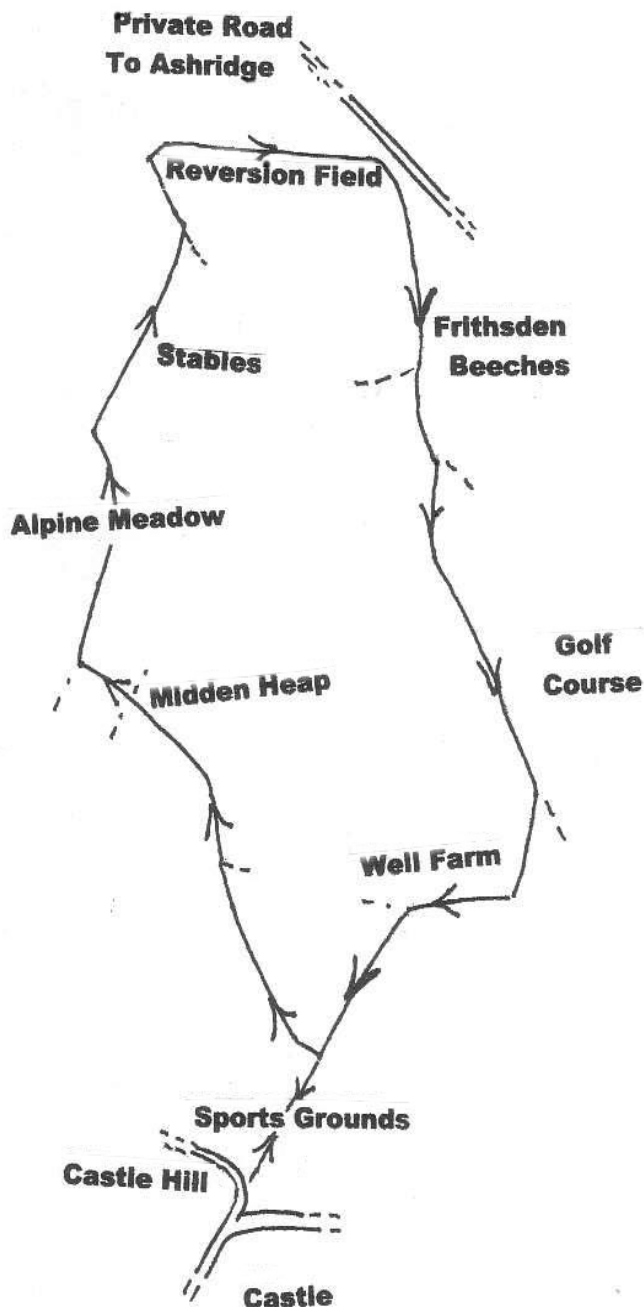 Private Road
To Ashridge
Reversion Field
Frithsden
Beeches
Stables
Alpine Meadow
Golf
Course
Midden Heap
Well Farm
Sports Grounds
Castle Hill
Castle